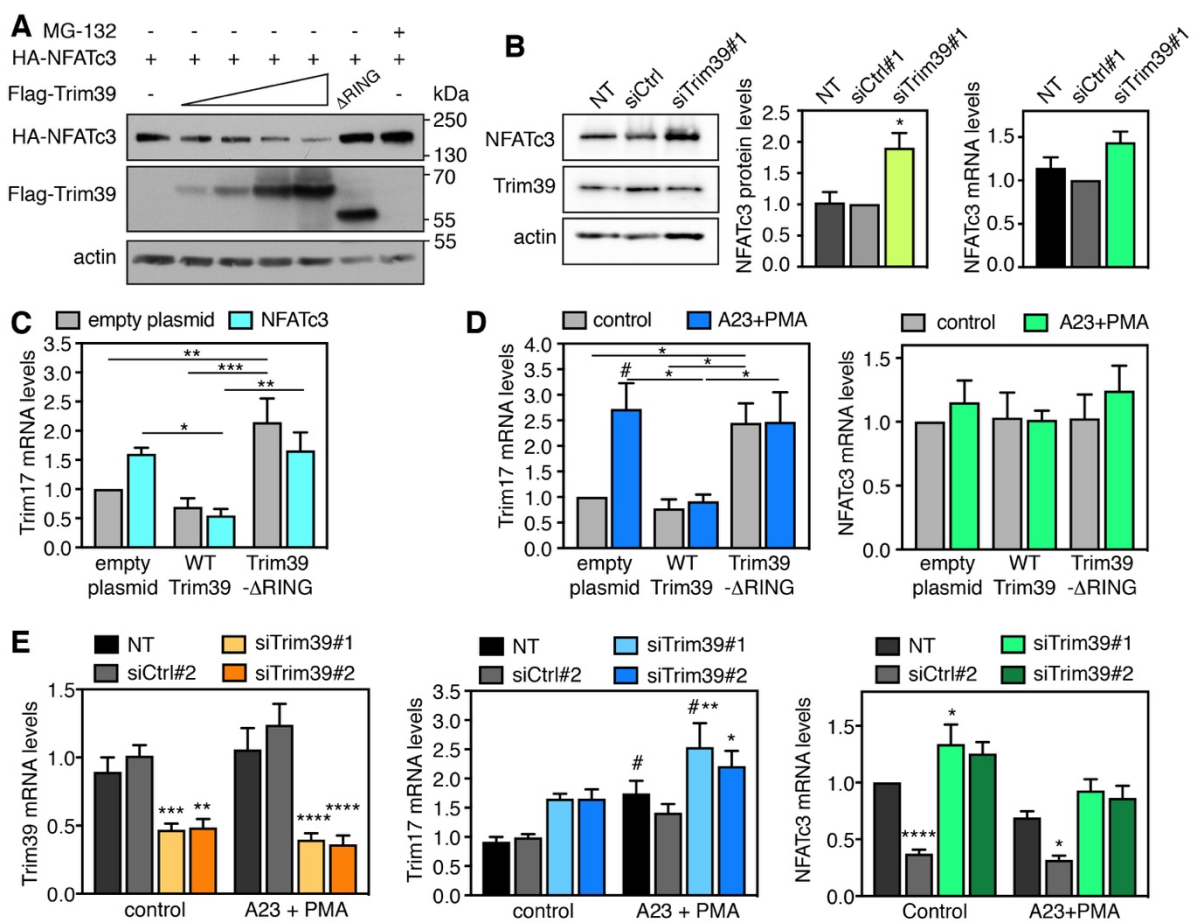 A
MG-132 - - - - - - +
HA-NFATc3 + + + + + + +
Flag-Trim39 - ΔRING -
kDa
HA-NFATc3
250
130
Flag-Trim39
70
55
actin
55
B
NT siCtrl siTrim39#1
NFATc3
Trim39
actin
NT siCtrl#1 siTrim39#1
NFATc3 protein levels
2.5
2.0
1.5
1.0
0.5
0.0
*
NT siCtrl#1 siTrim39#1
NFATc3 mRNA levels
1.5
1.0
0.5
0.0
C
empty plasmid NFATc3
Trim17 mRNA levels
3.5
3.0
2.5
2.0
1.5
1.0
0.5
0.0
**
***
**
*
empty WT Trim39
plasmid Trim39 -ΔRING
D
control A23+PMA
Trim17 mRNA levels
4.0
3.5
3.0
2.5
2.0
1.5
1.0
0.5
0.0
*
*
# * *
empty WT Trim39
plasmid Trim39 -ΔRING
control A23+PMA
NFATc3 mRNA levels
1.5
1.0
0.5
0.0
empty WT Trim39
plasmid Trim39 -ΔRING
E
NT siTrim39#1
siCtrl#2 siTrim39#2
Trim39 mRNA levels
1.5
1.0
0.5
0.0
*** ** **** ****
control A23 + PMA
NT siTrim39#1
siCtrl#2 siTrim39#2
Trim17 mRNA levels
3.5
3.0
2.5
2.0
1.5
1.0
0.5
0.0
# #** *
control A23 + PMA
NT siTrim39#1
siCtrl#2 siTrim39#2
NFATc3 mRNA levels
1.5
1.0
0.5
0.0
**** * *
Control A23+PMA